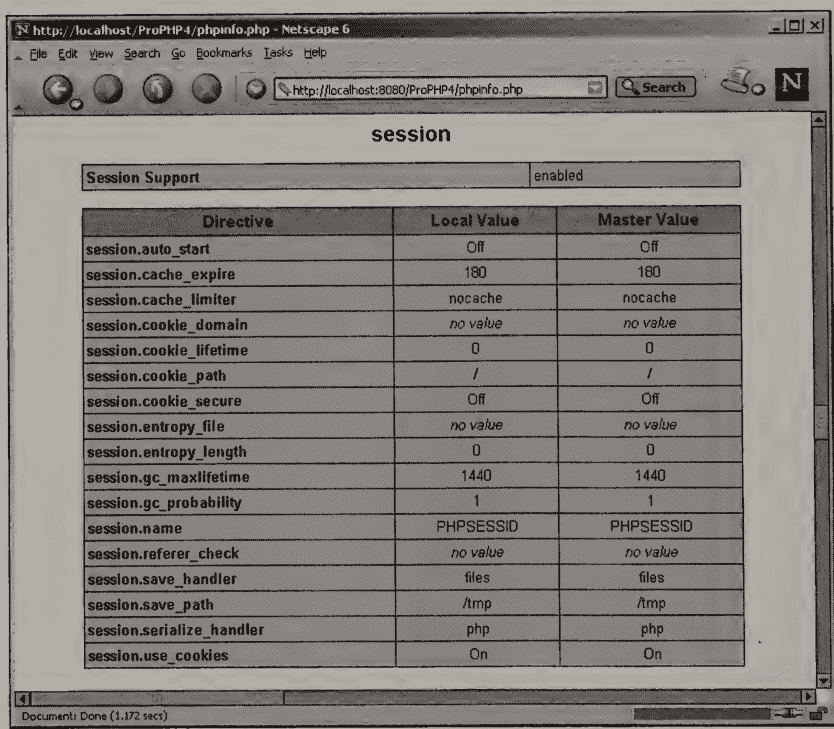 N http://localhost/ProPHP4/phpinfo.php - Netscape 6
File Edit View Search Go Bookmarks Tasks Help
http://localhost:8080/ProPHP4/phpinfo.php Search N
session
Session Support enabled
Directive Local Value Master Value
session.auto_start Off Off
session.cache_expire 180 180
session.cache_limiter nocache nocache
session.cookie_domain no value no value
session.cookie_lifetime 0 0
session.cookie_path / /
session.cookie_secure Off Off
session.entropy_file no value no value
session.entropy_length 0 0
session.gc_maxlifetime 1440 1440
session.gc_probability 1 1
session.name PHPSESSID PHPSESSID
session.referer_check no value no value
session.save_handler files files
session.save_path /tmp /tmp
session.serialize_handler php php
session.use_cookies On On
Document: Done (1.172 secs)